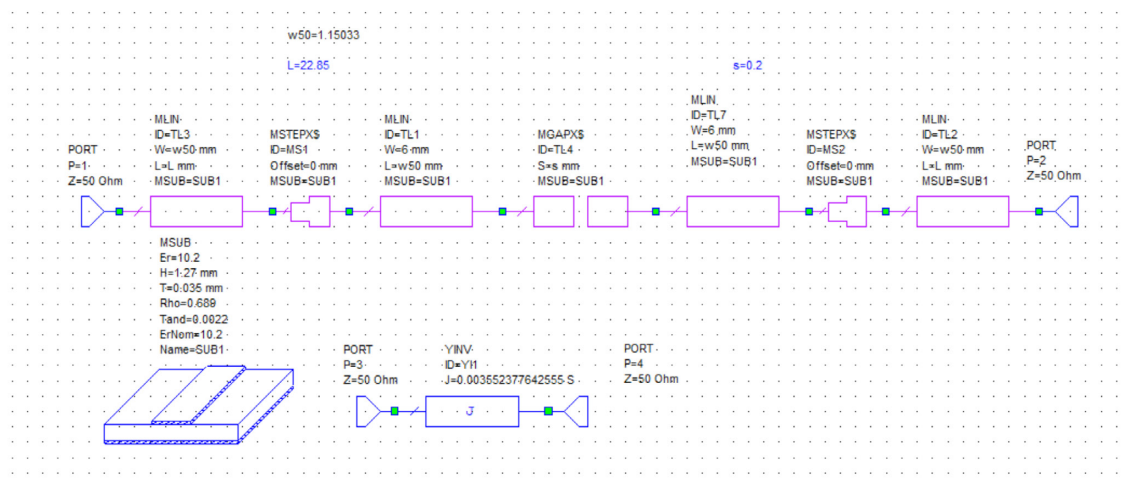 w50=1.15033
L=22.85
s=0.2
PORT
P=1
Z=50 Ohm
MLIN
ID=TL3
W=w50 mm
L=L mm
MSUB=SUB1
MSTEPX$
ID=MS1
Offset=0 mm
MSUB=SUB1
MLIN
ID=TL1
W=6 mm
L=w50 mm
MSUB=SUB1
MGAPX$
ID=TL4
S=s mm
MSUB=SUB1
MLIN
ID=TL7
W=6 mm
L=w50 mm
MSUB=SUB1
MSTEPX$
ID=MS2
Offset=0 mm
MSUB=SUB1
MLIN
ID=TL2
W=w50 mm
L=L mm
MSUB=SUB1
PORT
P=2
Z=50 Ohm
MSUB
Er=10.2
H=1.27 mm
T=0.035 mm
Rho=0.689
Tand=0.0022
ErNom=10.2
Name=SUB1
PORT
P=3
Z=50 Ohm
YINV
ID=YI1
J=0.003552377642555 S
J
PORT
P=4
Z=50 Ohm